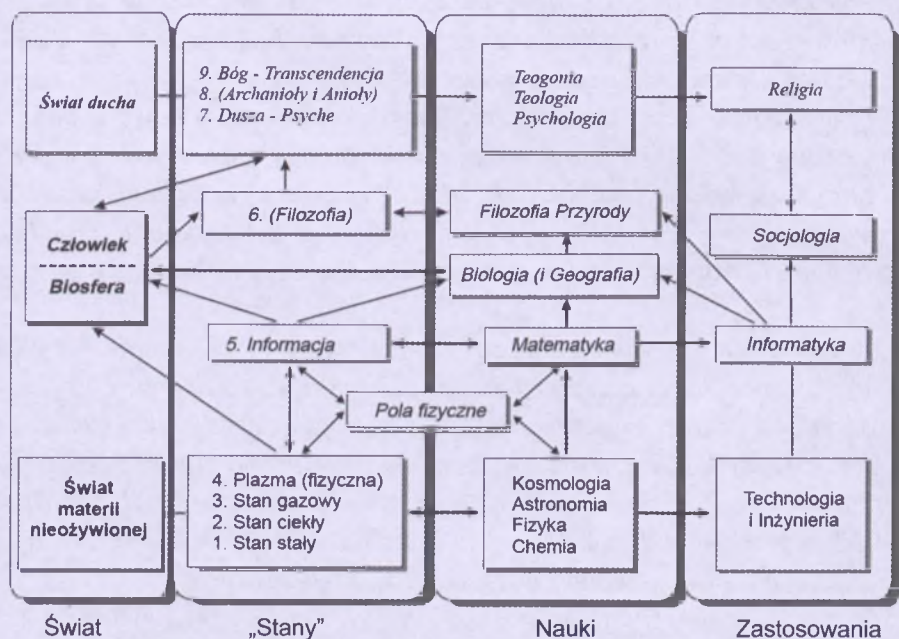 Świat ducha
9. Bóg - Transcendencja
8. (Archanioły i Anioły)
7. Dusza - Psyche
Teogonia
Teologia
Psychologia
Religia
Człowiek
Biosfera
6. (Filozofia)
Filozofia Przyrody
Socjologia
Biologia (i Geografia)
5. Informacja
Matematyka
Informatyka
Pola fizyczne
Świat
materii
nieożywionej
4. Plazma (fizyczna)
3. Stan gazowy
2. Stan ciekły
1. Stan stały
Kosmologia
Astronomia
Fizyka
Chemia
Technologia
i Inżynieria
Świat
„Stany”
Nauki
Zastosowania